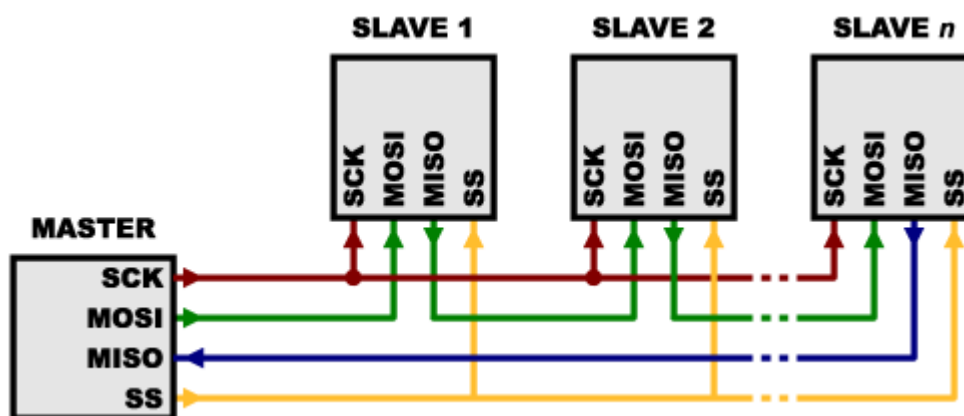 SLAVE 1 SLAVE 2 SLAVE n
SCK MOSI MISO SS SCK MOSI MISO SS SCK MOSI MISO SS
MASTER
SCK
MOSI
MISO
SS